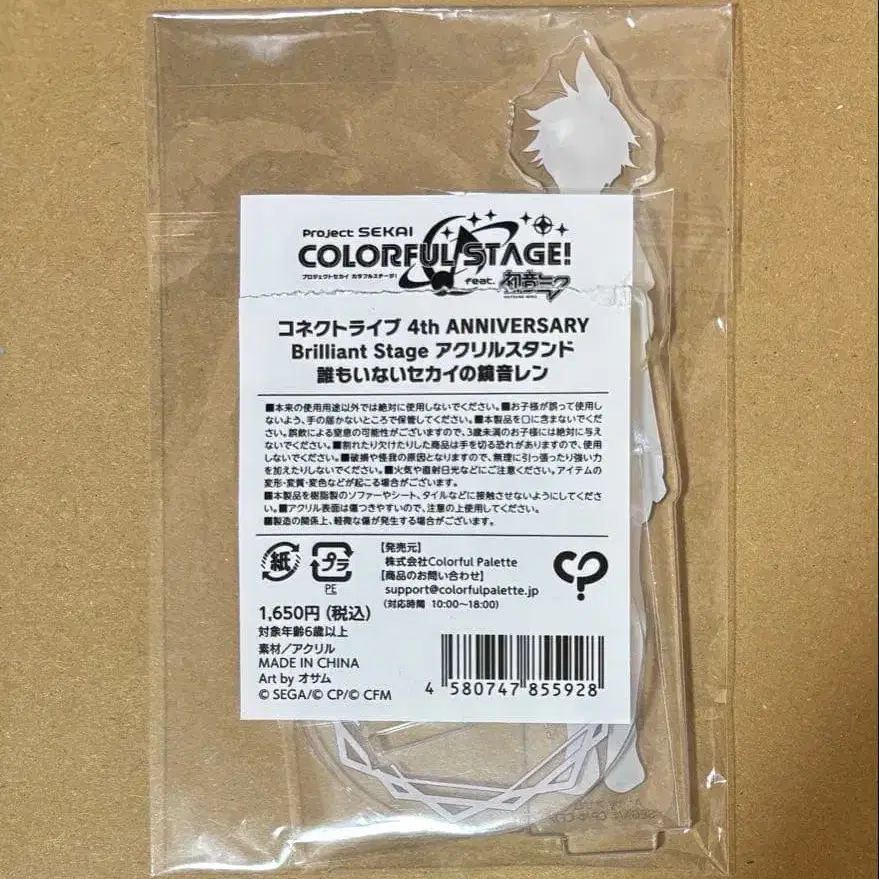 Project SEKAI
COLORFUL STAGE!
プロジェクトセカイ カラフルステージ!
feat. 初音ミク
HATSUNE MIKU
コネクトライブ 4th ANNIVERSARY
Brilliant Stage アクリルスタンド
誰もいないセカイの鏡音レン
■本来の使用用途以外では絶対に使用しないでください。■お子様が誤って使用し
ないよう、手の届かないところで保管してください。■本製品を口に含まないでくだ
さい。誤飲による窒息の可能性がございますので、3歳未満のお子様には絶対に与え
ないでください。■割れたり欠けたりした商品は手を切る恐れがありますので、使用
しないでください。■破損や怪我の原因となりますので、無理に引っ張ったり強い力
を加えたりしないでください。■火気や直射日光などにご注意ください。アイテムの
変形・変質・変色などが起こる場合がございます。
■本製品を樹脂製のソファーやシート、タイルなどに接触させないようにしてくださ
い。■アクリル表面は傷つきやすいので、注意の上使用してください。
■製造の関係上、軽微な傷が発生する場合がございます。
紙
プラ
PE
【発売元】
株式会社Colorful Palette
【商品のお問い合わせ】
support@colorfulpalette.jp
(対応時間 10:00~18:00)
1,650円(税込)
対象年齢6歳以上
素材/アクリル
MADE IN CHINA
Art by オサム
© SEGA/© CP/© CFM
4 580747 855928